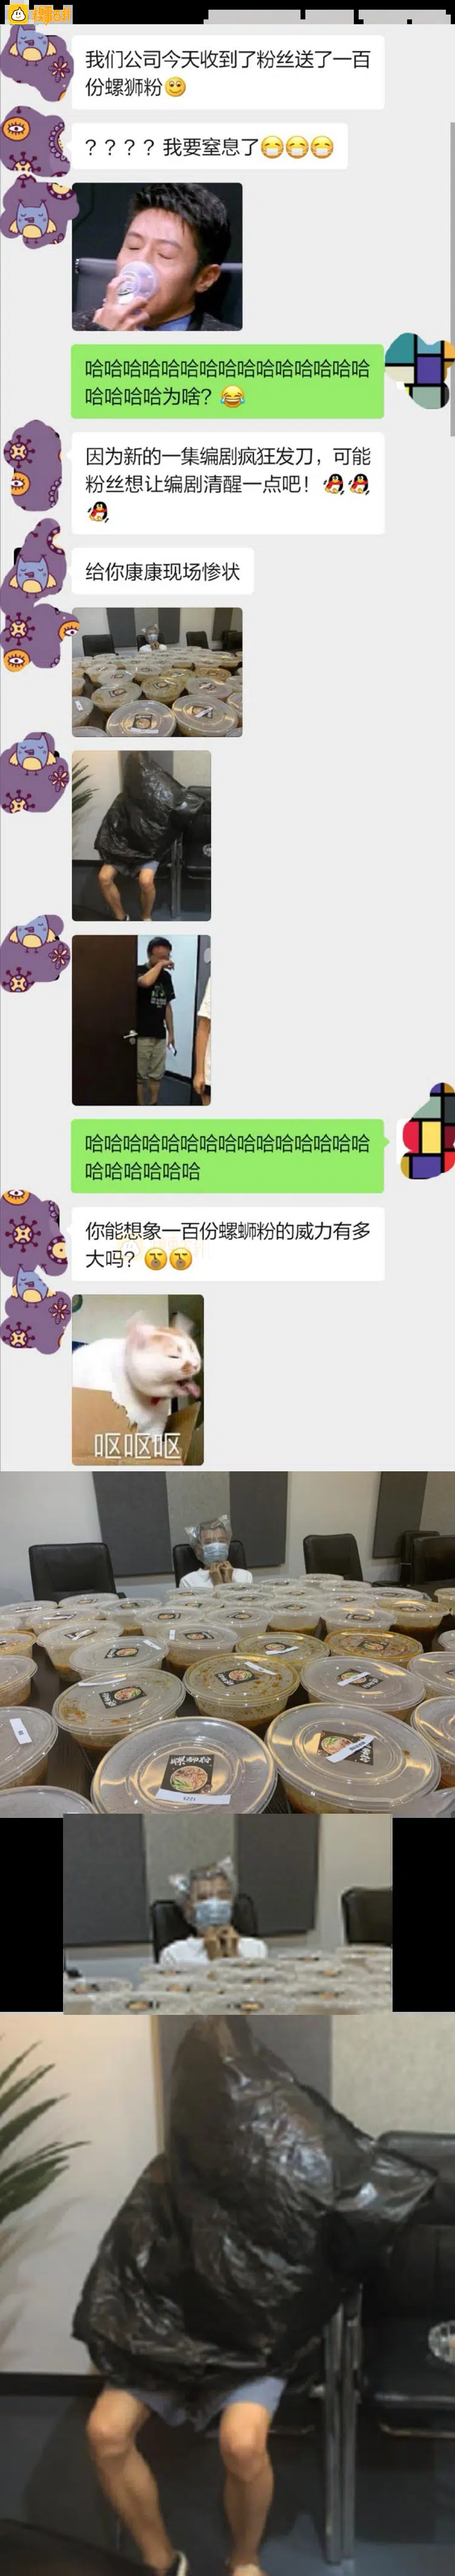 我们公司今天收到了粉丝送了一百
份螺狮粉
？？？？我要窒息了
哈哈哈哈哈哈哈哈哈哈哈哈哈哈哈
哈哈哈哈为啥？
因为新的一集编剧疯狂发刀，可能
粉丝想让编剧清醒一点吧！
给你康康现场惨状
哈哈哈哈哈哈哈哈哈哈哈哈哈哈哈
哈哈哈哈哈哈
你能想象一百份螺蛳粉的威力有多
大吗？
呕呕呕
螺蛳粉